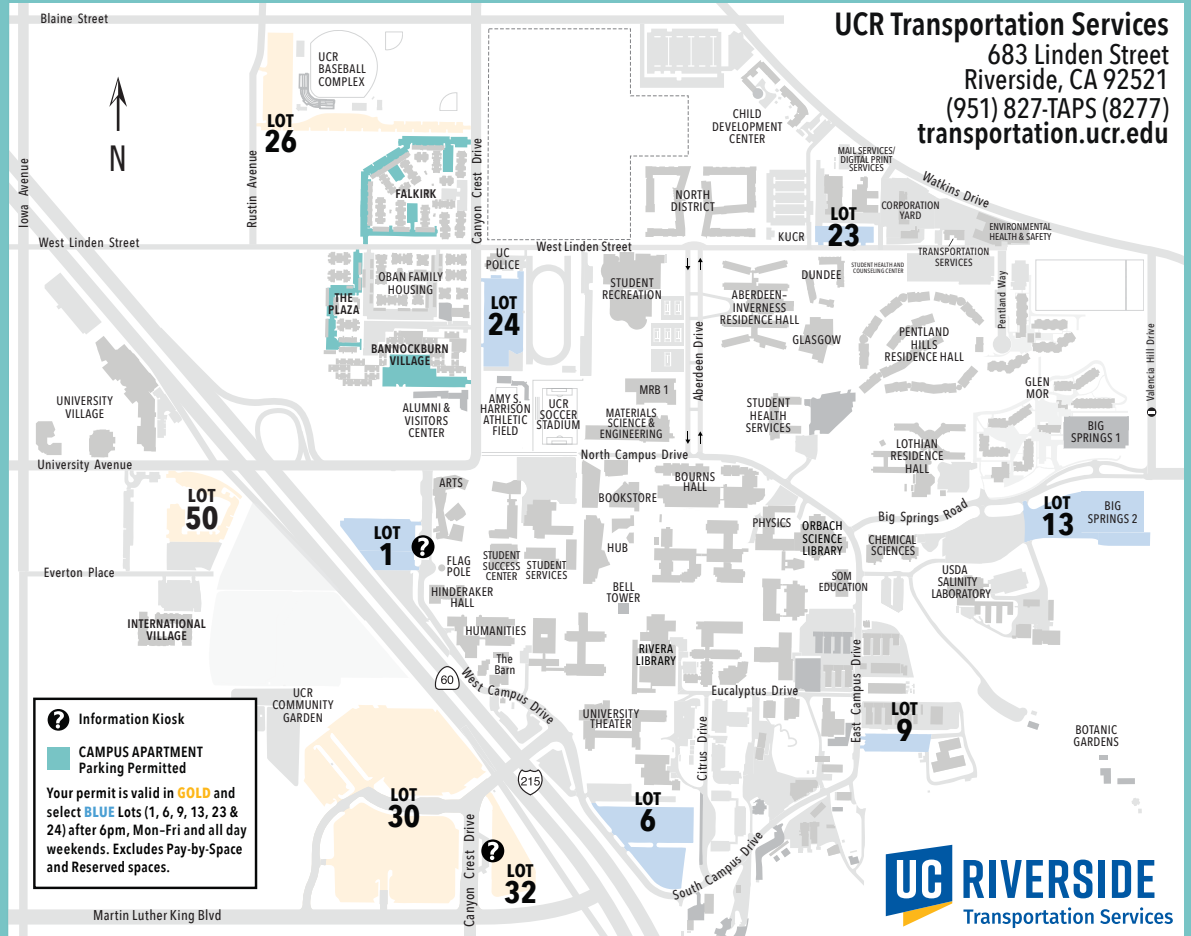 Blaine Street
UCR Transportation Services
683 Linden Street
Riverside, CA 92521
(951) 827-TAPS (8277)
transportation.ucr.edu
UCR
BASEBALL
COMPLEX
LOT
26
N
CHILD
DEVELOPMENT
CENTER
MAIL SERVICES/
DIGITAL PRINT
SERVICES
Watkins Drive
Iowa Avenue
Rustin Avenue
Canyon Crest Drive
FALKIRK
NORTH
DISTRICT
LOT
23
CORPORATION
YARD
KUCR
ENVIRONMENTAL
HEALTH & SAFETY
West Linden Street
West Linden Street
TRANSPORTATION
SERVICES
UC
POLICE
STUDENT HEALTH AND
COUNSELING CENTER
OBAN FAMILY
HOUSING
THE
PLAZA
LOT
24
STUDENT
RECREATION
ABERDEEN–
INVERNESS
RESIDENCE HALL
DUNDEE
Pentland Way
GLASGOW
PENTLAND
HILLS
RESIDENCE HALL
Aberdeen Drive
Valencia Hill Drive
BANNOCKBURN
VILLAGE
UNIVERSITY
VILLAGE
ALUMNI &
VISITORS
CENTER
AMY S.
HARRISON
ATHLETIC
FIELD
UCR
SOCCER
STADIUM
MRB 1
MATERIALS
SCIENCE &
ENGINEERING
STUDENT
HEALTH
SERVICES
GLEN
MOR
BIG
SPRINGS 1
LOTHIAN
RESIDENCE
HALL
University Avenue
North Campus Drive
ARTS
BOURNS
HALL
BOOKSTORE
LOT
50
LOT
1
?
PHYSICS
ORBACH
SCIENCE
LIBRARY
Big Springs Road
LOT
13
BIG
SPRINGS 2
CHEMICAL
SCIENCES
HUB
FLAG
POLE
STUDENT
SUCCESS
CENTER
STUDENT
SERVICES
Everton Place
HINDERAKER
HALL
BELL
TOWER
SOM
EDUCATION
USDA
SALINITY
LABORATORY
INTERNATIONAL
VILLAGE
HUMANITIES
The
Barn
RIVERA
LIBRARY
60
West Campus Drive
Eucalyptus Drive
East Campus Drive
UCR
COMMUNITY
GARDEN
UNIVERSITY
THEATER
Citrus Drive
LOT
9
BOTANIC
GARDENS
? Information Kiosk
CAMPUS APARTMENT
Parking Permitted
Your permit is valid in GOLD and
select BLUE Lots (1, 6, 9, 13, 23 &
24) after 6pm, Mon–Fri and all day
weekends. Excludes Pay-by-Space
and Reserved spaces.
215
LOT
30
LOT
6
Canyon Crest Drive
?
LOT
32
South Campus Drive
Martin Luther King Blvd
UC RIVERSIDE
Transportation Services